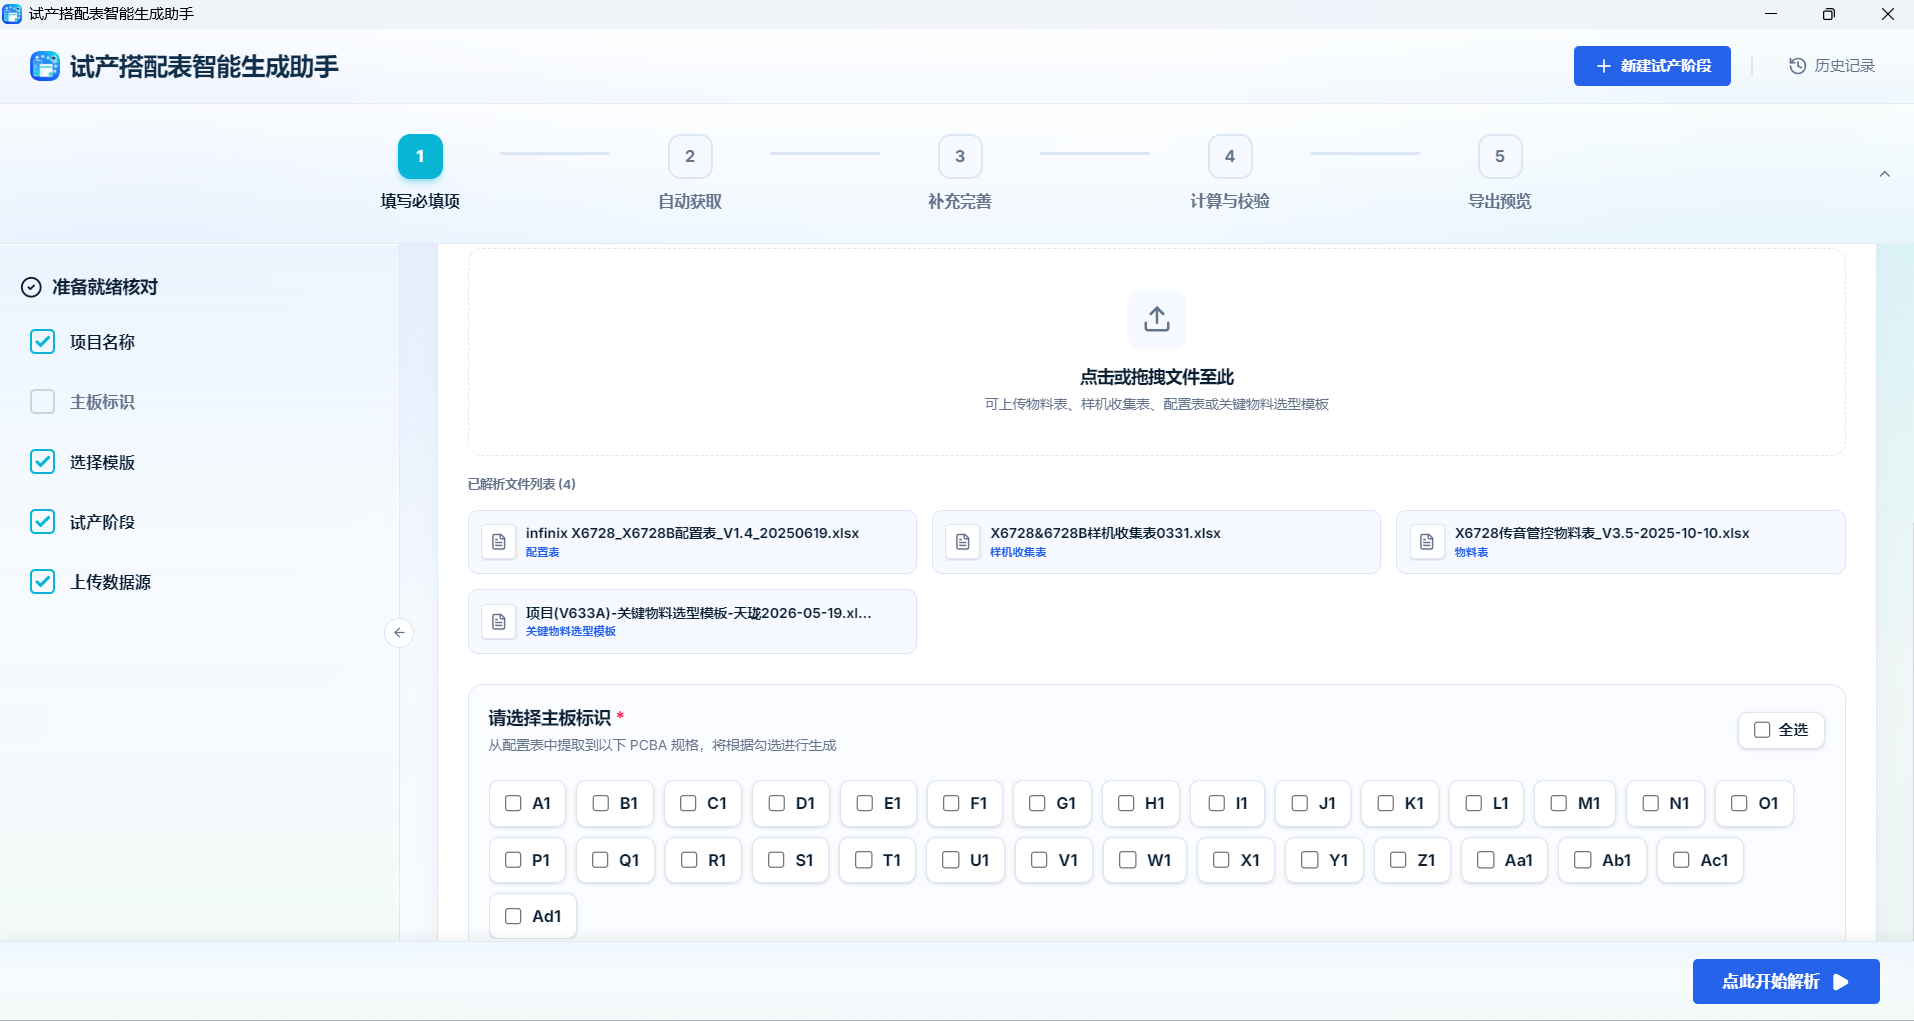 试产搭配表智能生成助手
试产搭配表智能生成助手
新建试产阶段
历史记录
1
2
3
4
5
填写必填项
自动获取
补充完善
计算与校验
导出预览
准备就绪核对
项目名称
主板标识
选择模版
试产阶段
上传数据源
点击或拖拽文件至此
可上传物料表、样机收集表、配置表或关键物料选型模板
已解析文件列表 (4)
infinix X6728_X6728B配置表_V1.4_20250619.xlsx
配置表
X6728&6728B样机收集表0331.xlsx
样机收集表
X6728传音管控物料表_V3.5-2025-10-10.xlsx
物料表
项目(V633A)-关键物料选型模板-天珑2026-05-19.xl...
关键物料选型模板
请选择主板标识 *
从配置表中提取到以下 PCBA 规格，将根据勾选进行生成
全选
A1 B1 C1 D1 E1 F1 G1 H1 I1 J1 K1 L1 M1 N1 O1
P1 Q1 R1 S1 T1 U1 V1 W1 X1 Y1 Z1 Aa1 Ab1 Ac1
Ad1
点此开始解析